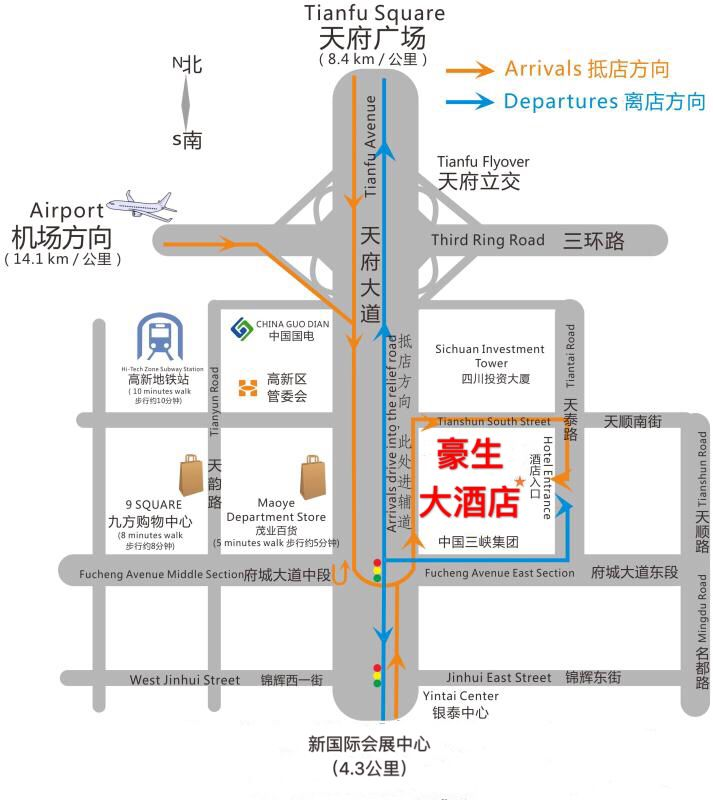 Tianfu Square
天府广场
(8.4 km / 公里)
N北
S南
Arrivals 抵店方向
Departures 离店方向
Tianfu Avenue
天府大道
Tianfu Flyover
天府立交
Airport
机场方向
(14.1 km / 公里)
Third Ring Road 三环路
CHINA GUO DIAN
中国国电
高新区
管委会
Hi-Tech Zone Subway Station
高新地铁站
(10 minutes walk
步行约10分钟)
Tianyun Road
天韵路
Arrivals drive into the relief road
抵店方向 此处进辅道
Sichuan Investment
Tower
四川投资大厦
Tiantai Road
天泰路
Tianshun South Street 天顺南街
豪生
大酒店
Hotel Entrance
酒店入口
中国三峡集团
Tianshun Road
天顺路
9 SQUARE
九方购物中心
(8 minutes walk
步行约8分钟)
Maoye
Department Store
茂业百货
(5 minutes walk 步行约5分钟)
Fucheng Avenue Middle Section府城大道中段
Fucheng Avenue East Section 府城大道东段
Mingdu Road
名都路
West Jinhui Street 锦辉西一街
Jinhui East Street 锦辉东街
Yintai Center
银泰中心
新国际会展中心
(4.3公里)